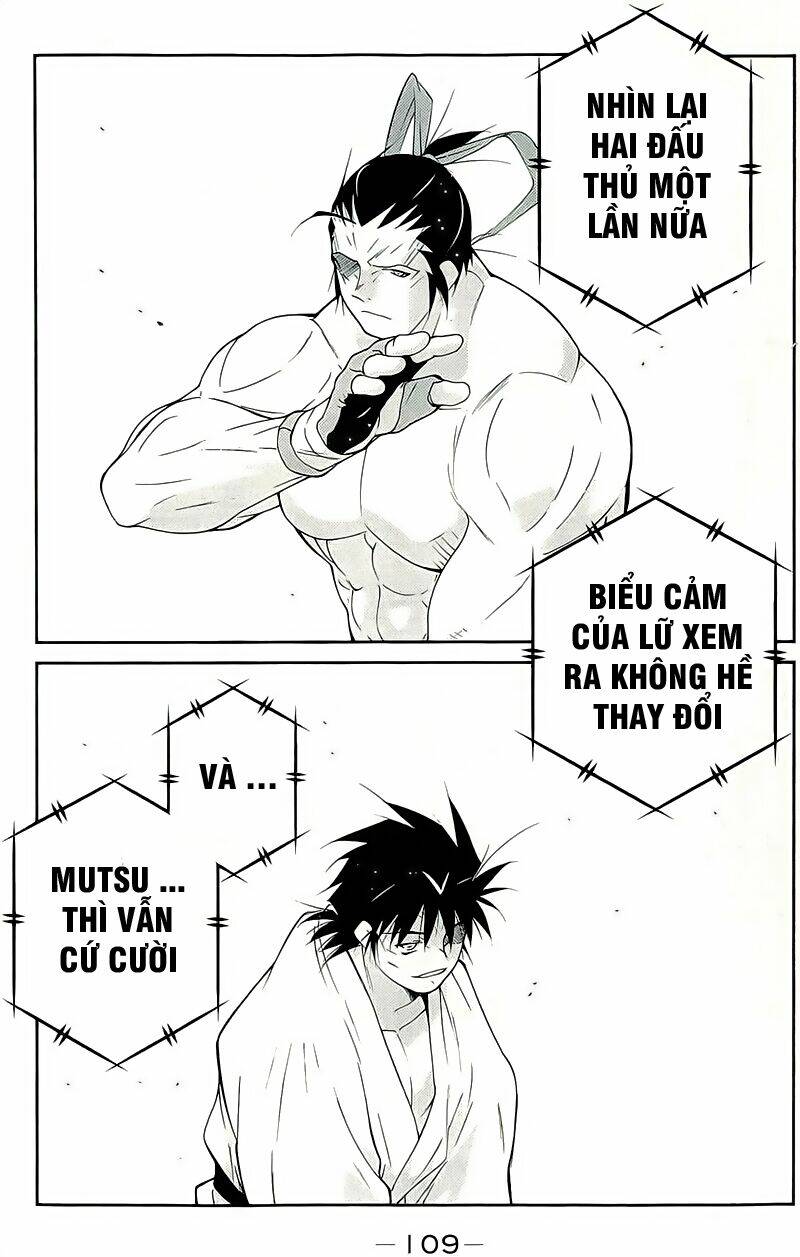 NHÌN LẠI
HAI ĐẤU
THỦ MỘT
LẦN NỮA
BIỂU CẢM
CỦA LỮ XEM
RA KHÔNG HỀ
THAY ĐỔI
VÀ ...
MUTSU ...
THÌ VẪN
CỨ CƯỜI
— 109 —